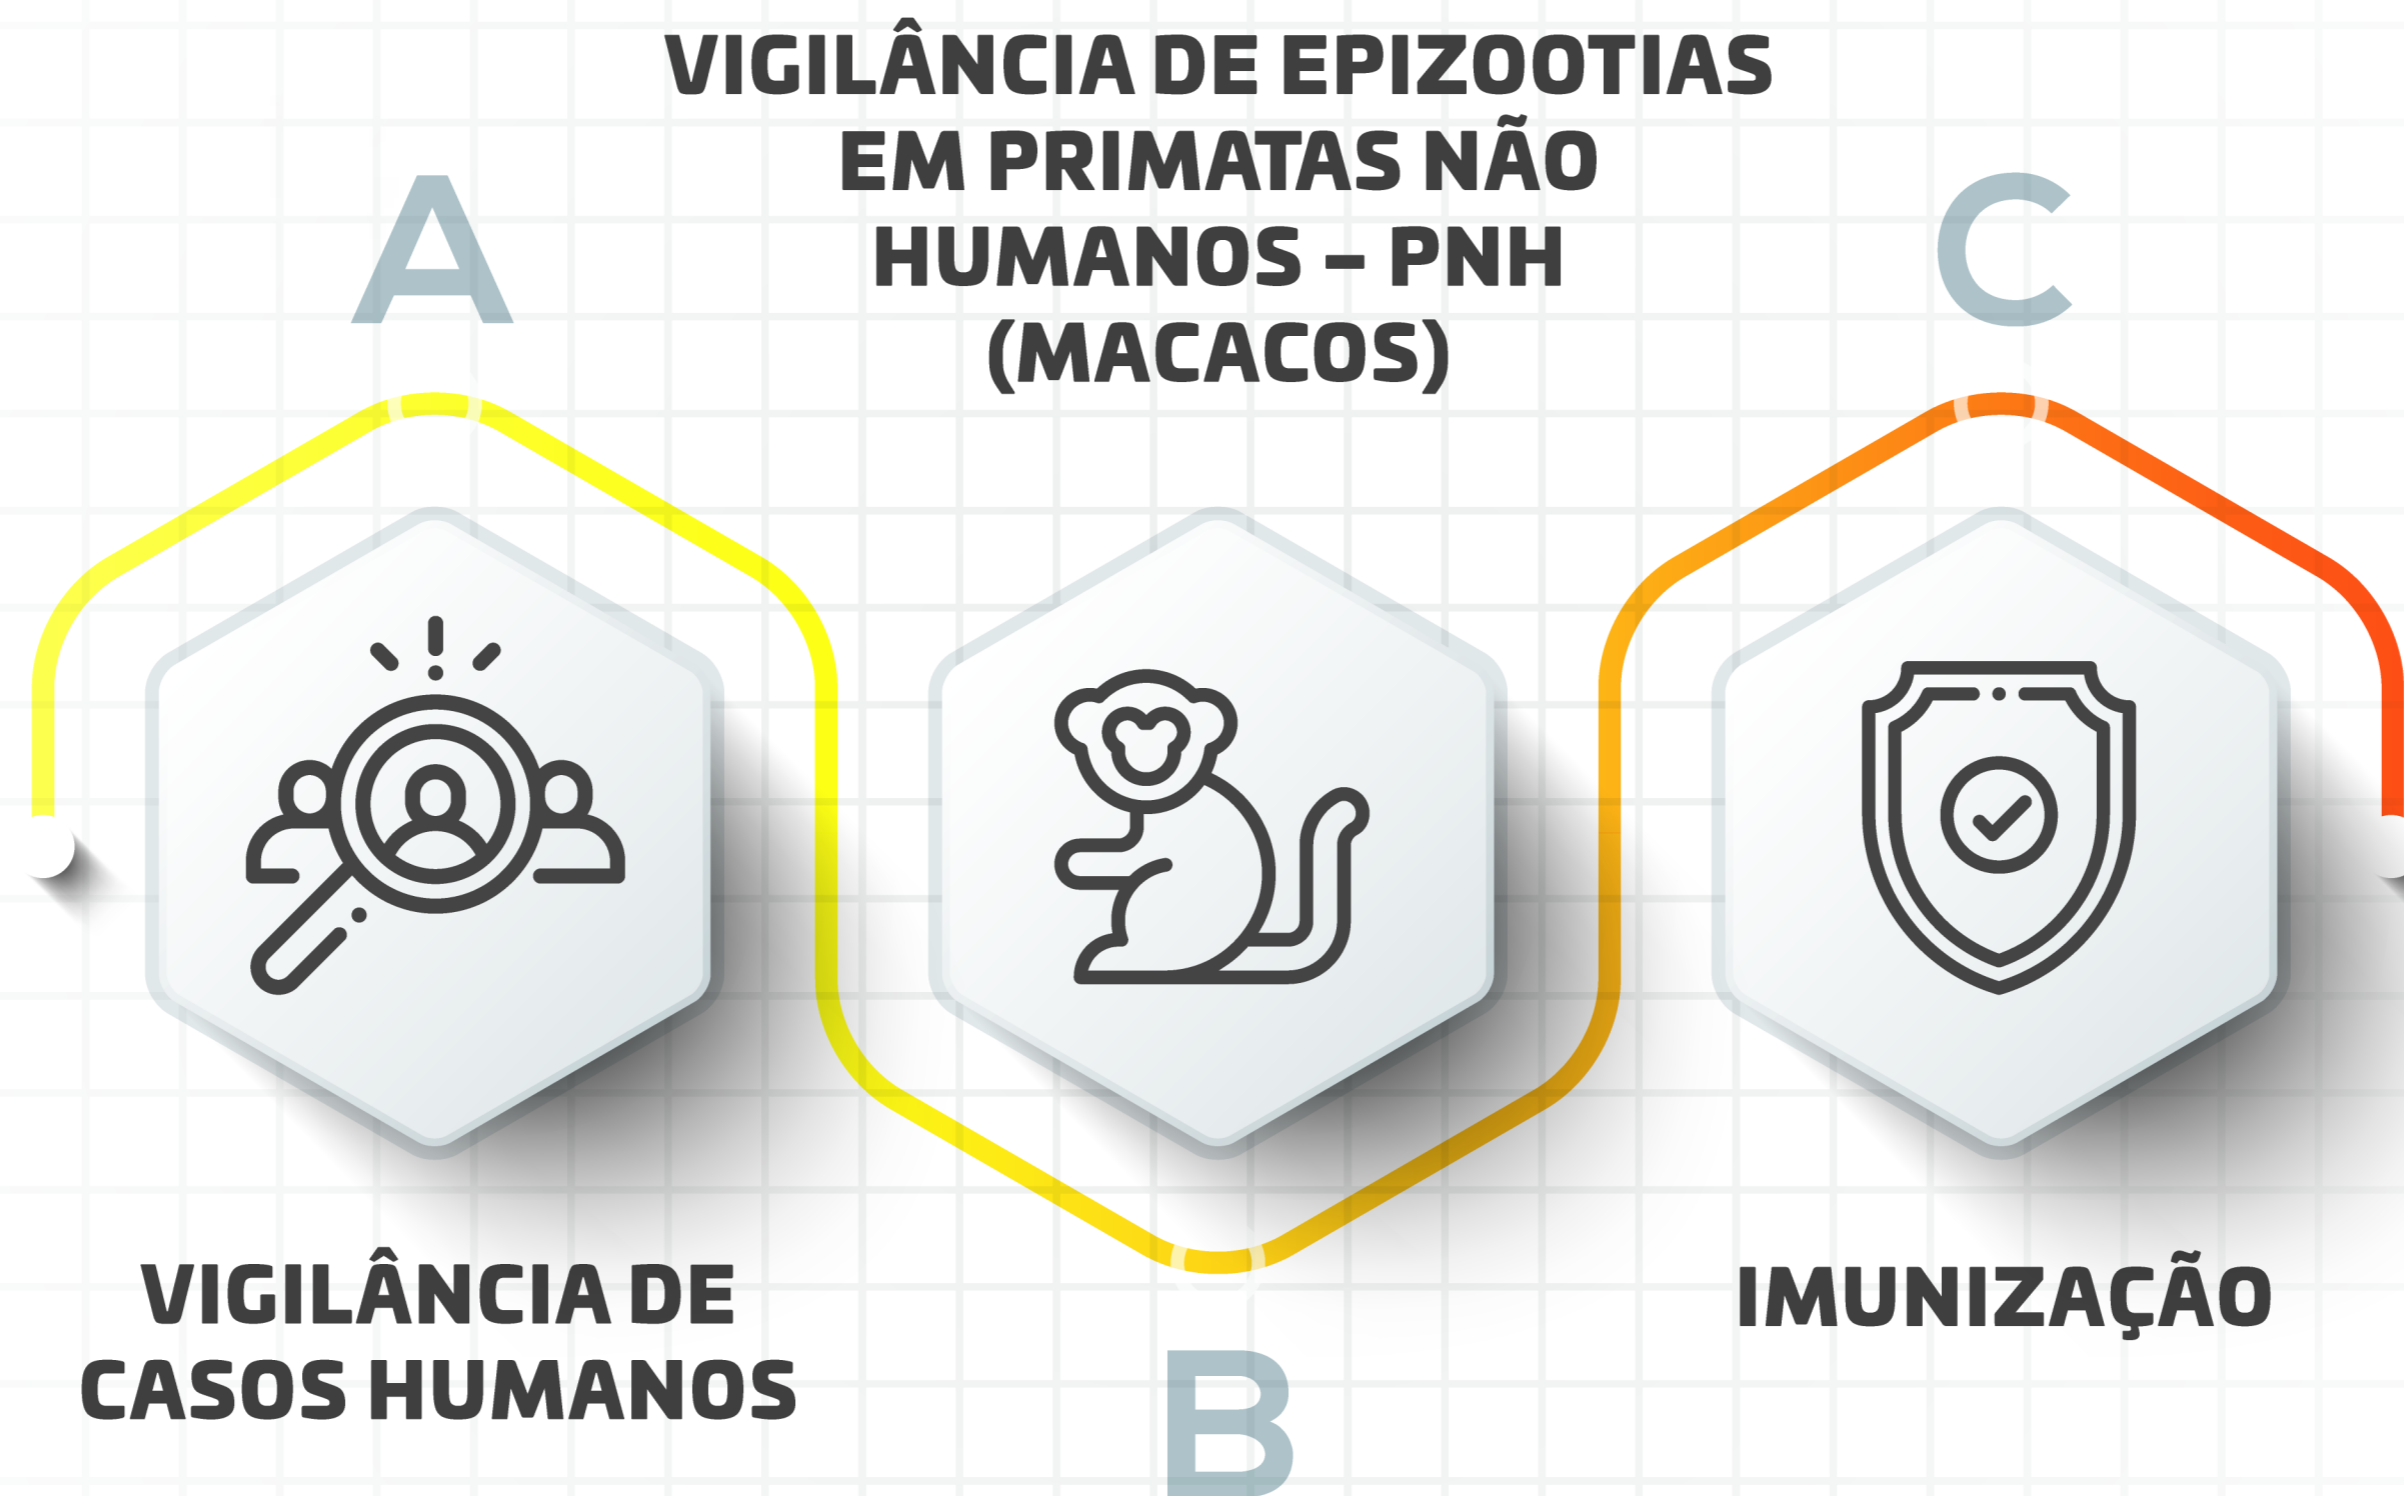 A
VIGILÂNCIA DE
CASOS HUMANOS
VIGILÂNCIA DE EPIZOOTIAS
EM PRIMATAS NÃO
HUMANOS – PNH
(MACACOS)
B
C
IMUNIZAÇÃO